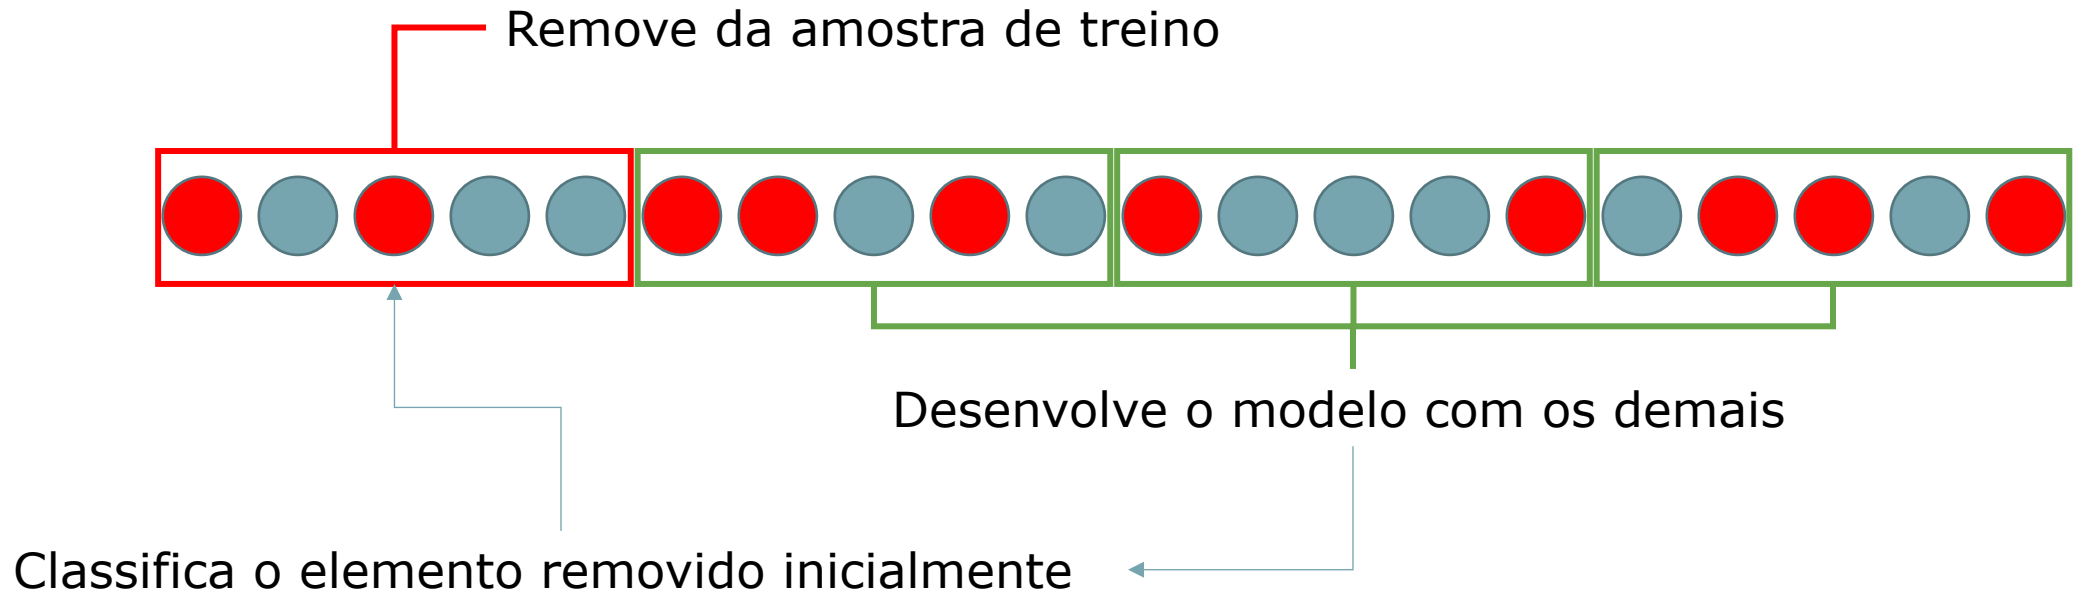 Remove da amostra de treino
Desenvolve o modelo com os demais
Classifica o elemento removido inicialmente